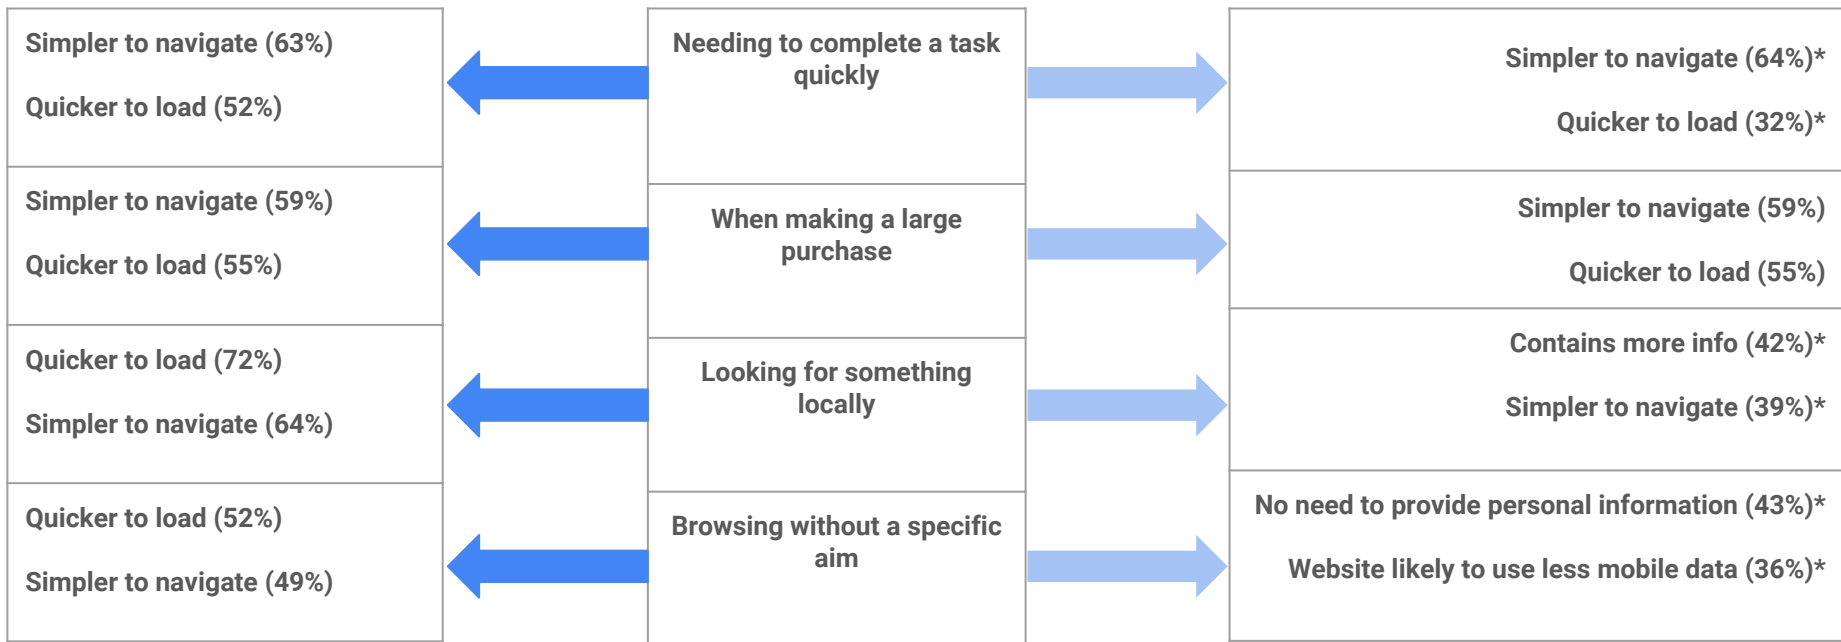 Simpler to navigate (63%)
Quicker to load (52%)
Needing to complete a task
quickly
Simpler to navigate (64%)*
Quicker to load (32%)*
Simpler to navigate (59%)
Quicker to load (55%)
When making a large
purchase
Simpler to navigate (59%)
Quicker to load (55%)
Quicker to load (72%)
Simpler to navigate (64%)
Looking for something
locally
Contains more info (42%)*
Simpler to navigate (39%)*
Quicker to load (52%)
Simpler to navigate (49%)
Browsing without a specific
aim
No need to provide personal information (43%)*
Website likely to use less mobile data (36%)*